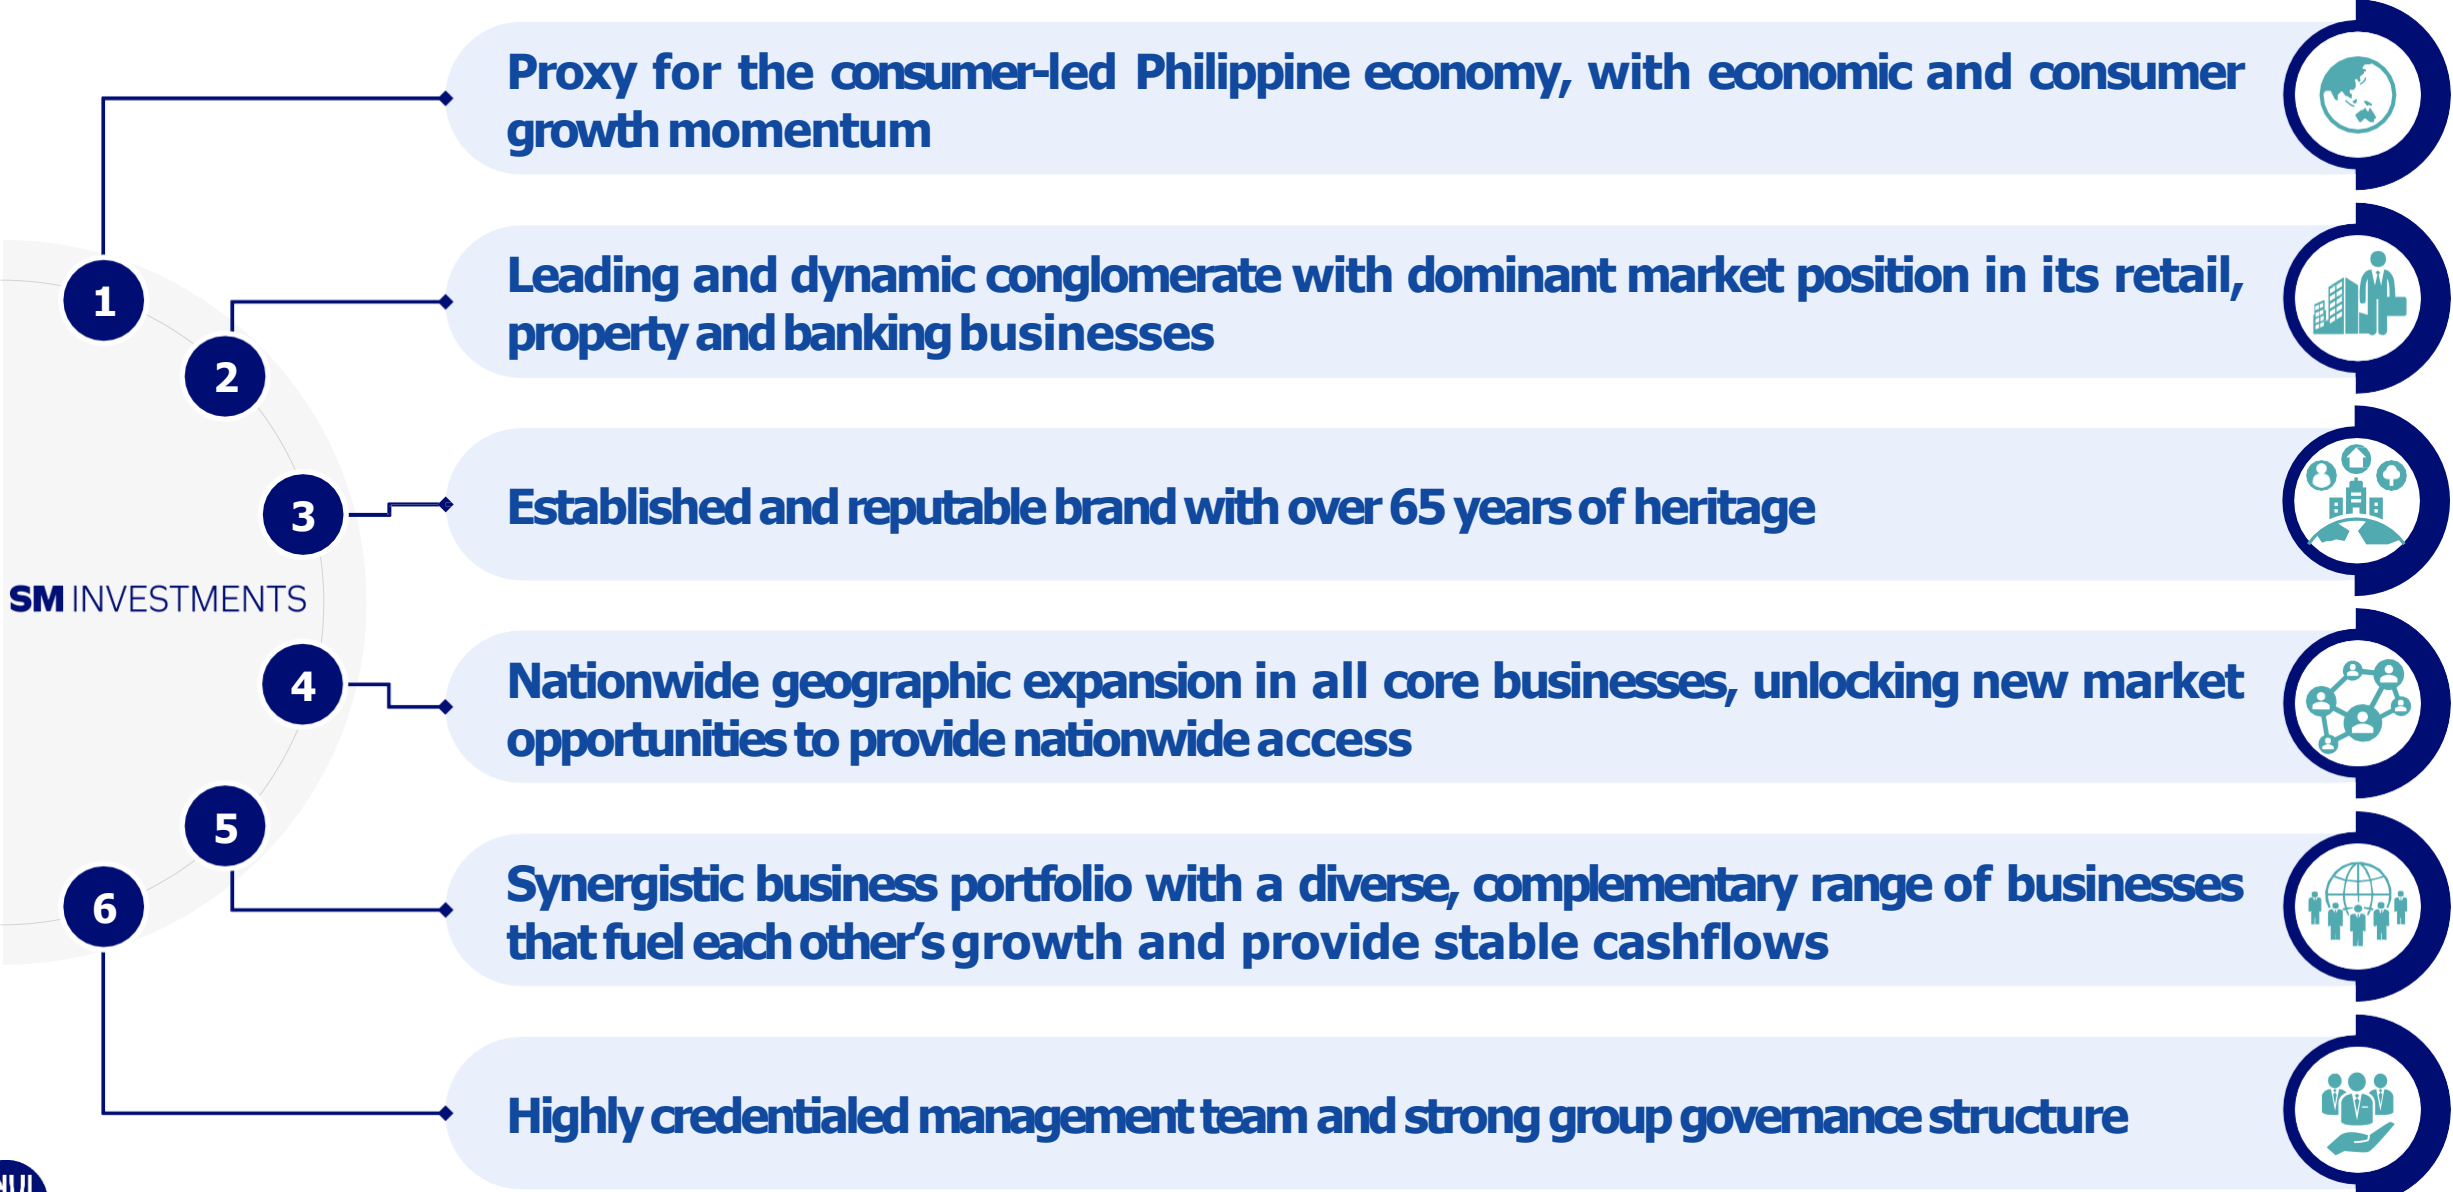 Proxy for the consumer-led Philippine economy, with economic and consumer
growth momentum
1
Leading and dynamic conglomerate with dominant market position in its retail,
property and banking businesses
2
Established and reputable brand with over 65 years of heritage
3
SM INVESTMENTS
Nationwide geographic expansion in all core businesses, unlocking new market
opportunities to provide nationwide access
4
Synergistic business portfolio with a diverse, complementary range of businesses
that fuel each other’s growth and provide stable cashflows
5
6
Highly credentialed management team and strong group governance structure